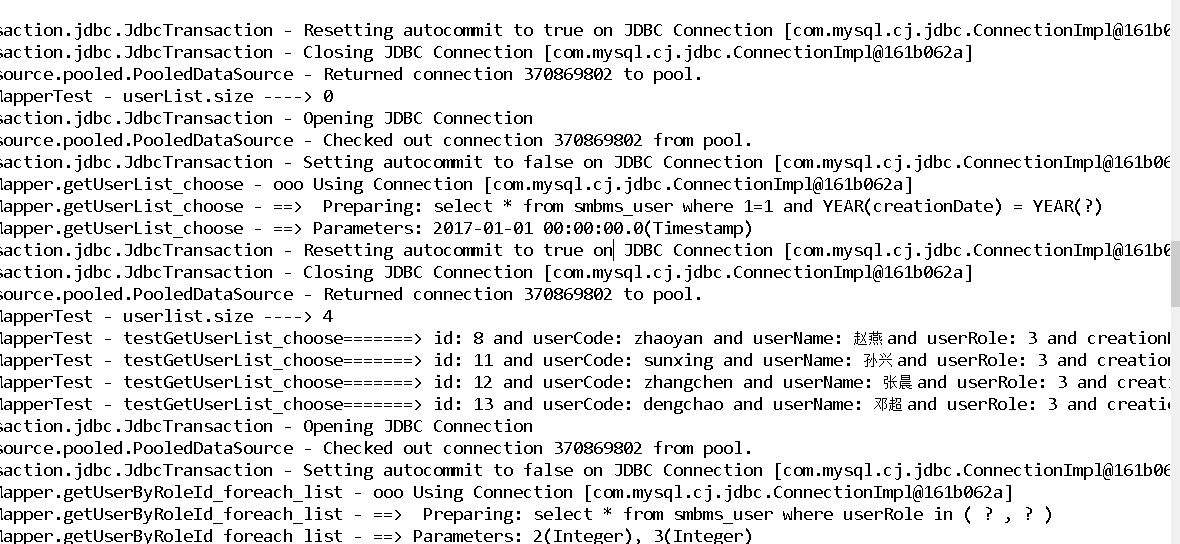 saction.jdbc.JdbcTransaction - Resetting autocommit to true on JDBC Connection [com.mysql.cj.jdbc.ConnectionImpl@161b0
saction.jdbc.JdbcTransaction - Closing JDBC Connection [com.mysql.cj.jdbc.ConnectionImpl@161b062a]
source.pooled.PooledDataSource - Returned connection 370869802 to pool.
MapperTest - userList.size ----> 0
saction.jdbc.JdbcTransaction - Opening JDBC Connection
source.pooled.PooledDataSource - Checked out connection 370869802 from pool.
saction.jdbc.JdbcTransaction - Setting autocommit to false on JDBC Connection [com.mysql.cj.jdbc.ConnectionImpl@161b06
Mapper.getUserList_choose - ooo Using Connection [com.mysql.cj.jdbc.ConnectionImpl@161b062a]
Mapper.getUserList_choose - ==>  Preparing: select * from smbms_user where 1=1 and YEAR(creationDate) = YEAR(?)
Mapper.getUserList_choose - ==> Parameters: 2017-01-01 00:00:00.0(Timestamp)
saction.jdbc.JdbcTransaction - Resetting autocommit to true on JDBC Connection [com.mysql.cj.jdbc.ConnectionImpl@161b0
saction.jdbc.JdbcTransaction - Closing JDBC Connection [com.mysql.cj.jdbc.ConnectionImpl@161b062a]
source.pooled.PooledDataSource - Returned connection 370869802 to pool.
MapperTest - userlist.size ----> 4
MapperTest - testGetUserList_choose=======> id: 8 and userCode: zhaoyan and userName: 赵燕 and userRole: 3 and creation
MapperTest - testGetUserList_choose=======> id: 11 and userCode: sunxing and userName: 孙兴 and userRole: 3 and creation
MapperTest - testGetUserList_choose=======> id: 12 and userCode: zhangchen and userName: 张晨 and userRole: 3 and creat
MapperTest - testGetUserList_choose=======> id: 13 and userCode: dengchao and userName: 邓超 and userRole: 3 and creati
saction.jdbc.JdbcTransaction - Opening JDBC Connection
source.pooled.PooledDataSource - Checked out connection 370869802 from pool.
saction.jdbc.JdbcTransaction - Setting autocommit to false on JDBC Connection [com.mysql.cj.jdbc.ConnectionImpl@161b06
Mapper.getUserByRoleId_foreach_list - ooo Using Connection [com.mysql.cj.jdbc.ConnectionImpl@161b062a]
Mapper.getUserByRoleId_foreach_list - ==>  Preparing: select * from smbms_user where userRole in ( ? , ? )
Mapper.getUserByRoleId_foreach_list - ==> Parameters: 2(Integer), 3(Integer)